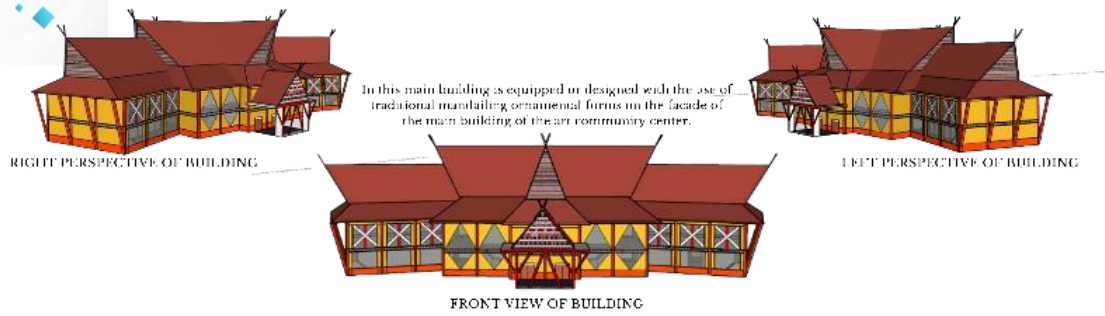 In this main building is equipped or designed with the use of
traditional mandailing ornamental forms on the facade of
the main building of the art community center.
RIGHT PERSPECTIVE OF BUILDING
LEFT PERSPECTIVE OF BUILDING
FRONT VIEW OF BUILDING